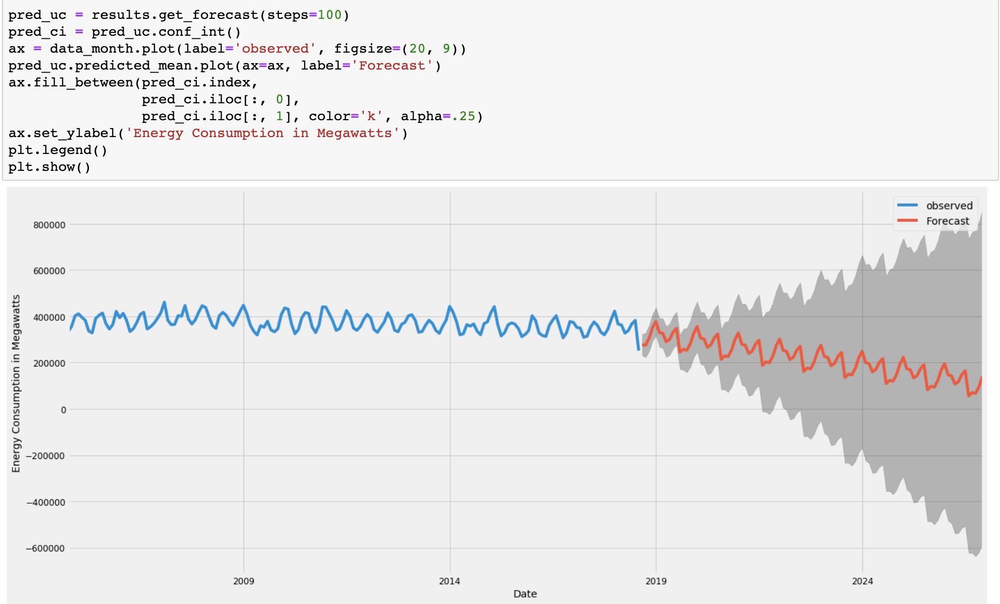 pred_uc = results.get_forecast(steps=100)
pred_ci = pred_uc.conf_int()
ax = data_month.plot(label='observed', figsize=(20, 9))
pred_uc.predicted_mean.plot(ax=ax, label='Forecast')
ax.fill_between(pred_ci.index,
                pred_ci.iloc[:, 0],
                pred_ci.iloc[:, 1], color='k', alpha=.25)
ax.set_ylabel('Energy Consumption in Megawatts')
plt.legend()
plt.show()
observed
Forecast
800000
600000
400000
200000
0
−200000
−400000
−600000
Energy Consumption in Megawatts
2009
2014
2019
2024
Date